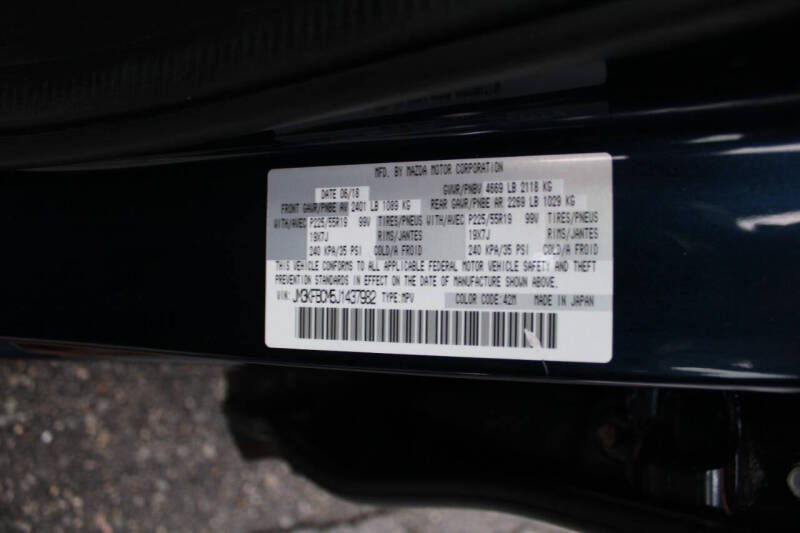 MFD. BY MAZDA MOTOR CORPORATION
DATE 06/18 GVWR/PNBV 4669 LB 2118 KG
FRONT GAWR/PNBE AV 2401 LB 1089 KG REAR GAWR/PNBE AR 2269 LB 1029 KG
WITH/AVEC P225/55R19 99V TIRES/PNEUS WITH/AVEC P225/55R19 99V TIRES/PNEUS
19X7J RIMS/JANTES 19X7J RIMS/JANTES
240 KPA/35 PSI COLD/A FROID 240 KPA/35 PSI COLD/A FROID
THIS VEHICLE CONFORMS TO ALL APPLICABLE FEDERAL MOTOR VEHICLE SAFETY AND THEFT
PREVENTION STANDARDS IN EFFECT ON THE DATE OF MANUFACTURE SHOWN ABOVE.
VIN: JM3KFBCM5J1437982 TYPE: MPV COLOR CODE: 42M MADE IN JAPAN